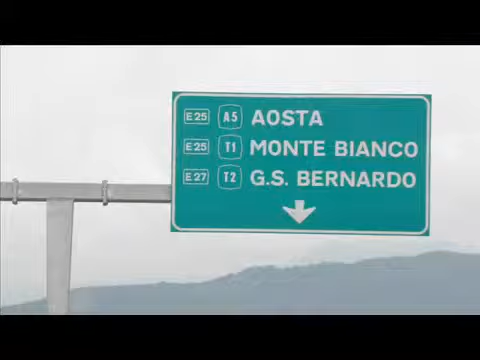 E25 A5 AOSTA
E25 T1 MONTE BIANCO
E27 T2 G.S. BERNARDO